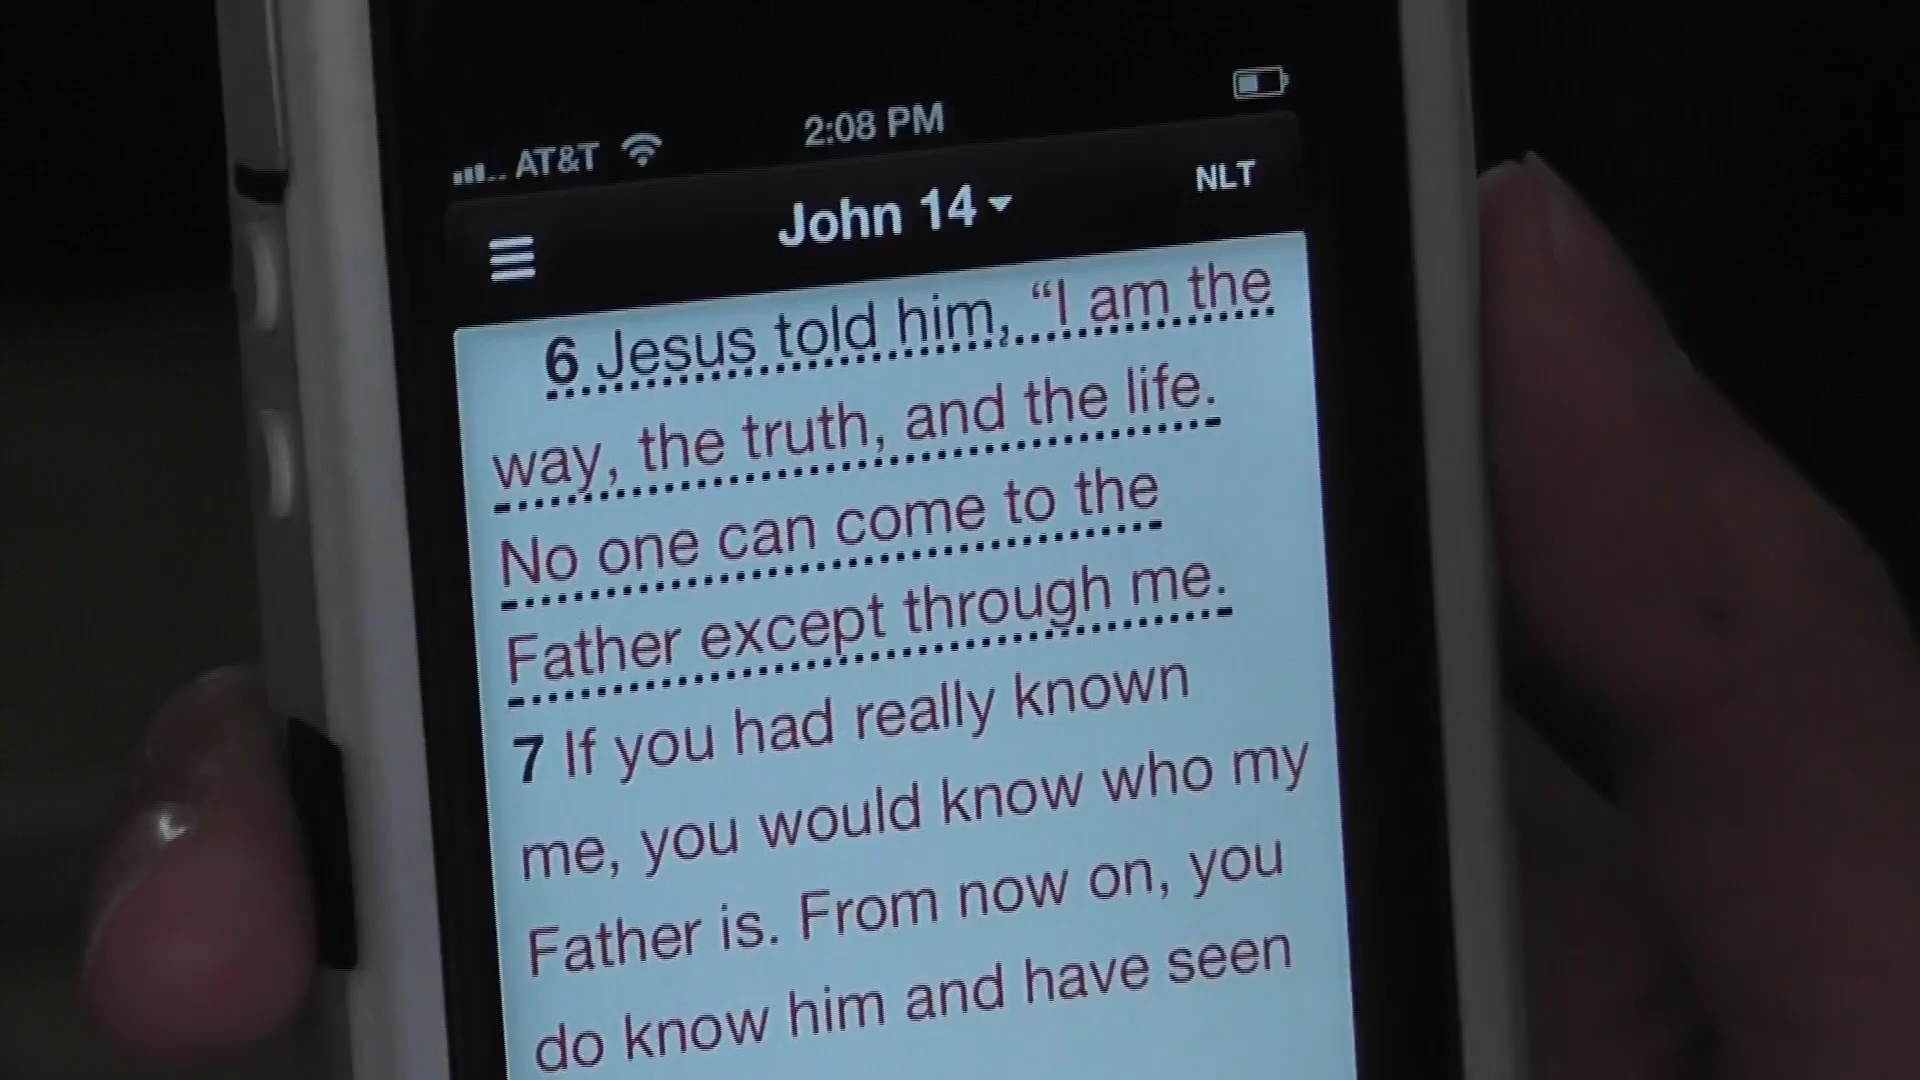 AT&T 2:08 PM
John 14 NLT
6 Jesus told him, “I am the
way, the truth, and the life.
No one can come to the
Father except through me.
7 If you had really known
me, you would know who my
Father is. From now on, you
do know him and have seen